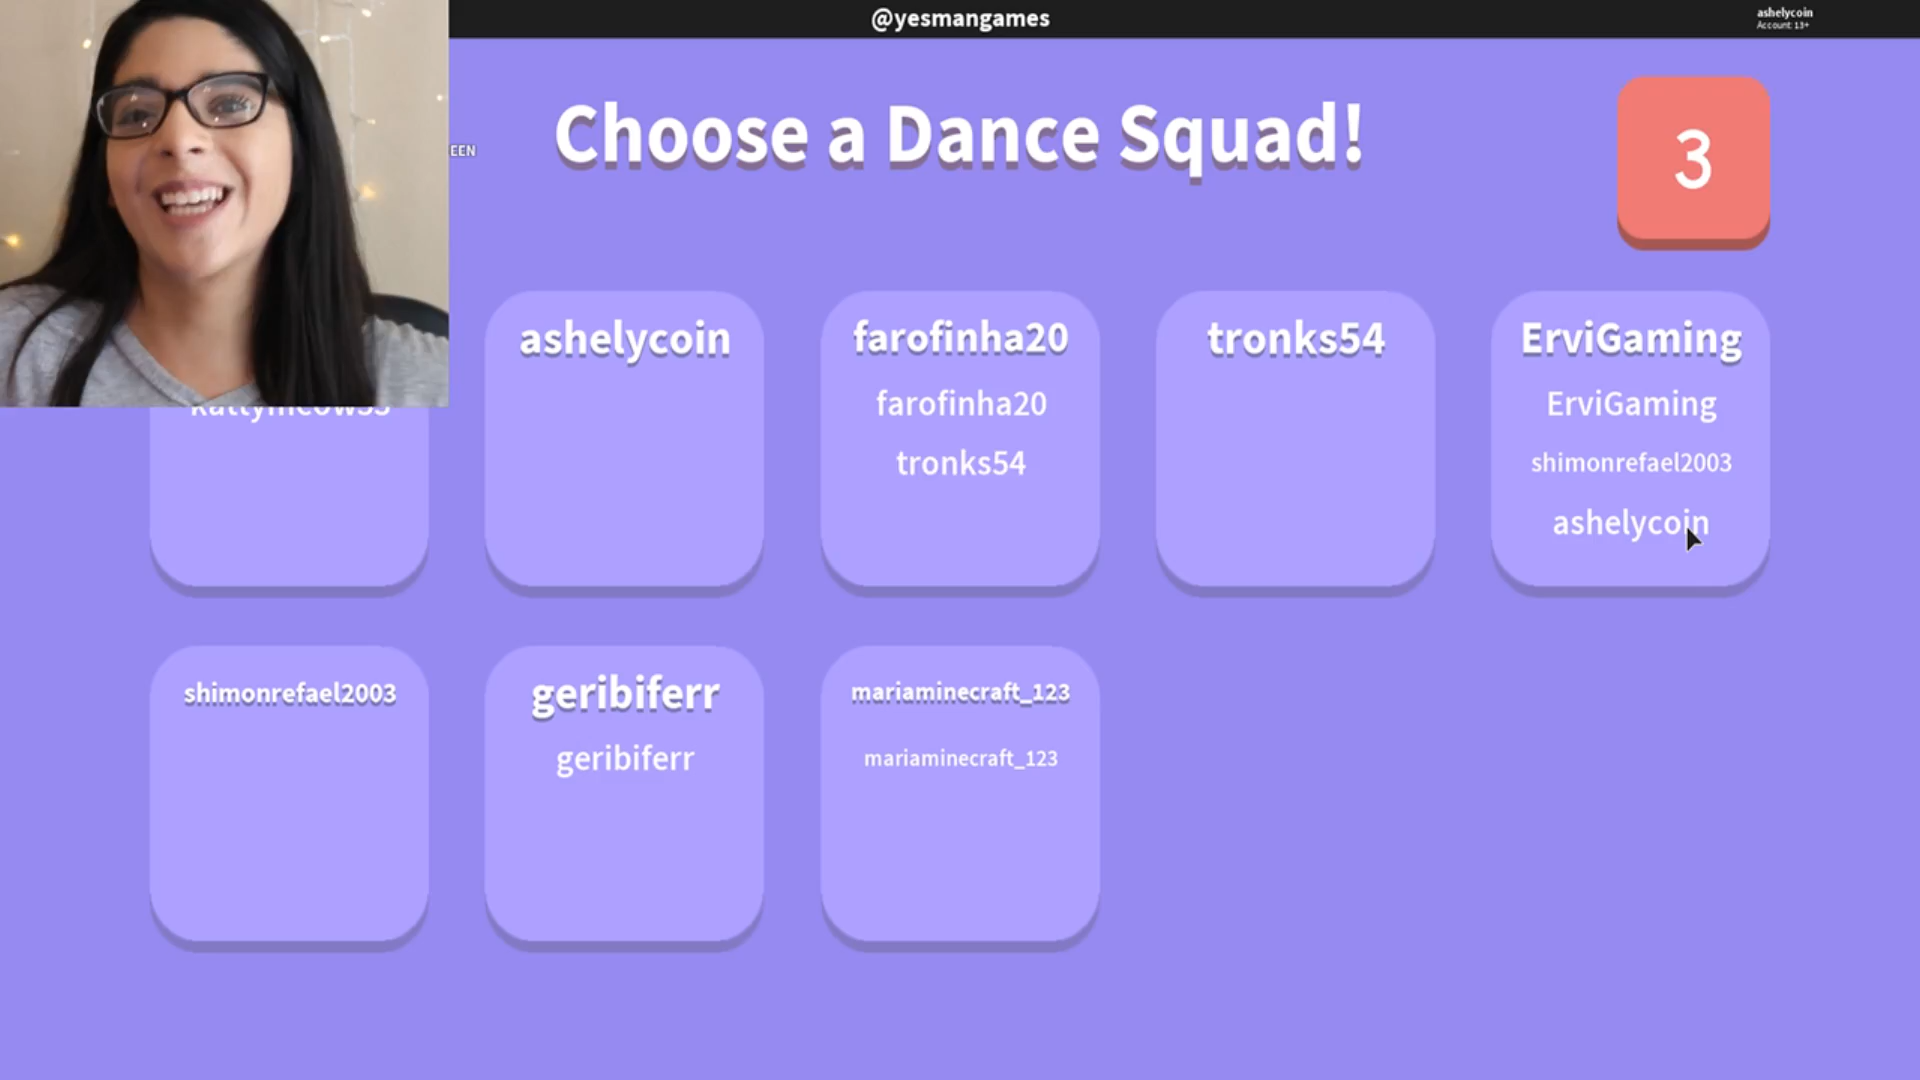 @yesmangames
ashelycoin
Account: 13+
EEN
Choose a Dance Squad!
3
ashelycoin
farofinha20
farofinha20
tronks54
tronks54
ErviGaming
ErviGaming
shimonrefael2003
ashelycoin
shimonrefael2003
geribiferr
geribiferr
mariaminecraft_123
mariaminecraft_123